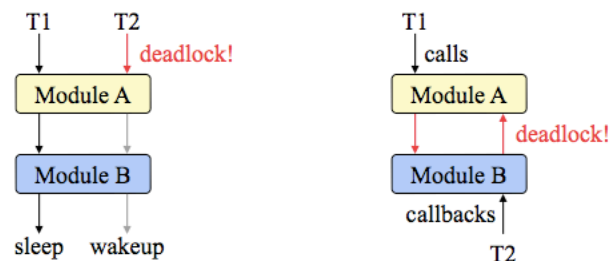 T1 T2
deadlock!
Module A
Module B
sleep wakeup
T1
calls
Module A
deadlock!
Module B
callbacks
T2